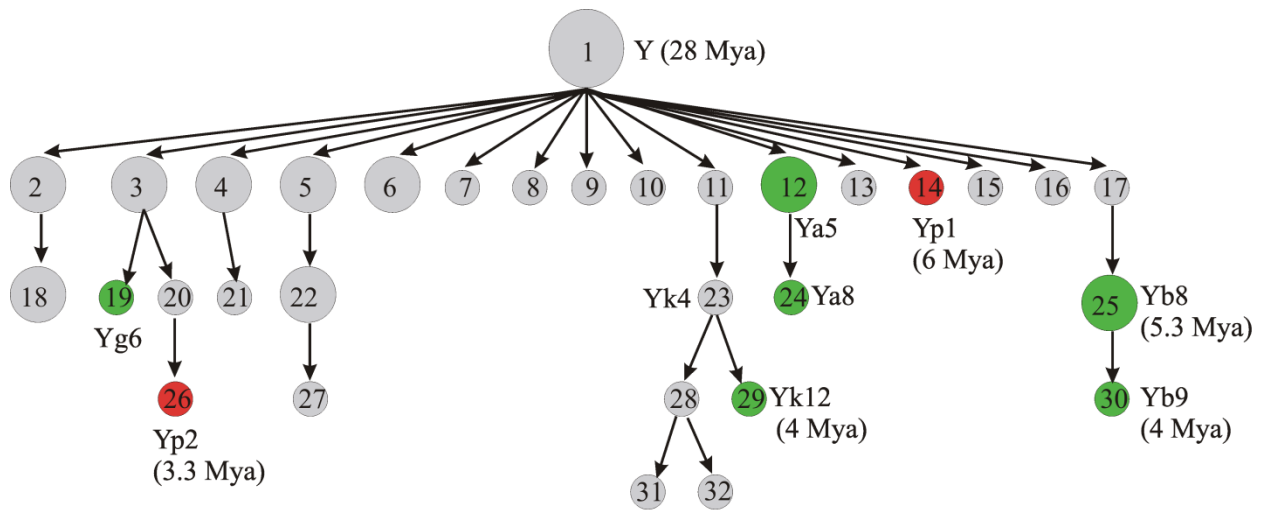 1 Y (28 Mya)
2 3 4 5 6 7 8 9 10 11 12 13 14 15 16 17
Ya5 Yp1
(6 Mya)
18 19 20 21 22 Yk4 23 24 Ya8 25 Yb8
(5.3 Mya)
Yg6
26 27 28 29 Yk12 30 Yb9
(4 Mya) (4 Mya)
Yp2
(3.3 Mya)
31 32